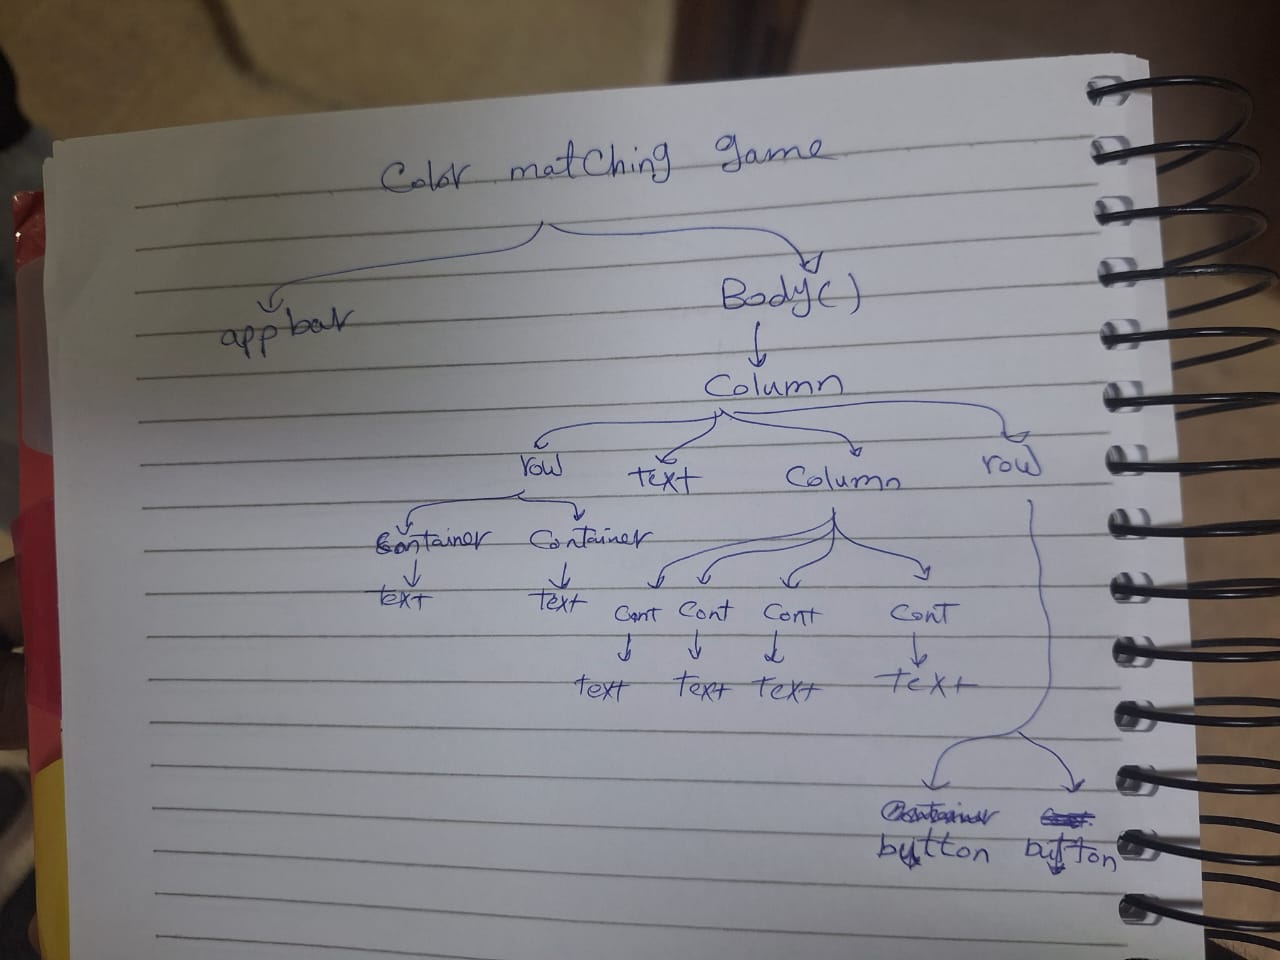 Color matching game
app bar
Body()
Column
row text Column row
Container Container
text text
Cont Cont Cont Cont
text text text text
Container
button button